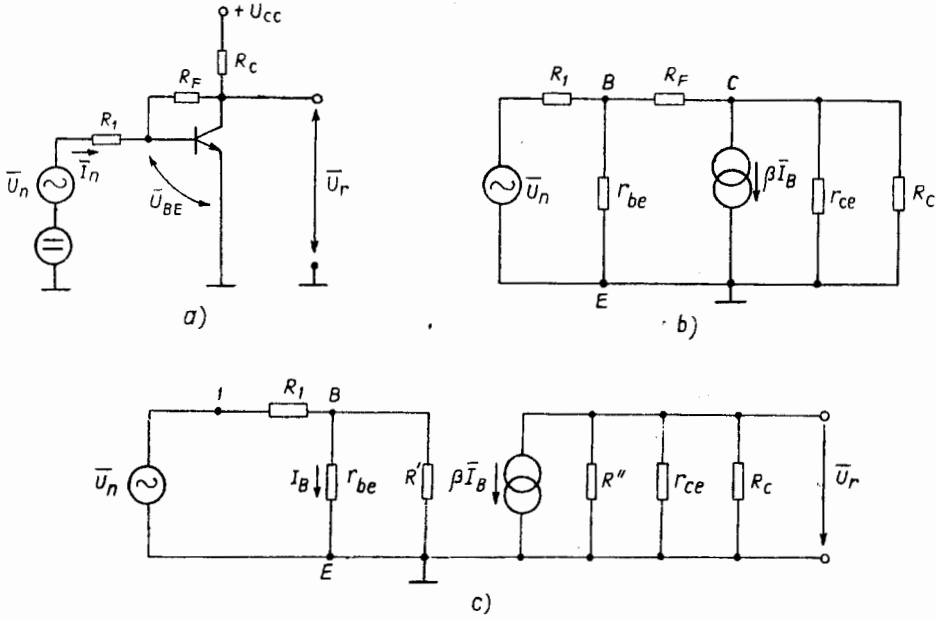 + U_CC
R_C
R_F
R_1
Ī_n
Ū_n
Ū_BE
Ū_r
a)
R_1
B
R_F
C
Ū_n
r_be
βĪ_B
r_ce
R_C
E
b)
1
R_1
B
Ū_n
I_B
r_be
R'
βĪ_B
R''
r_ce
R_C
Ū_r
E
c)